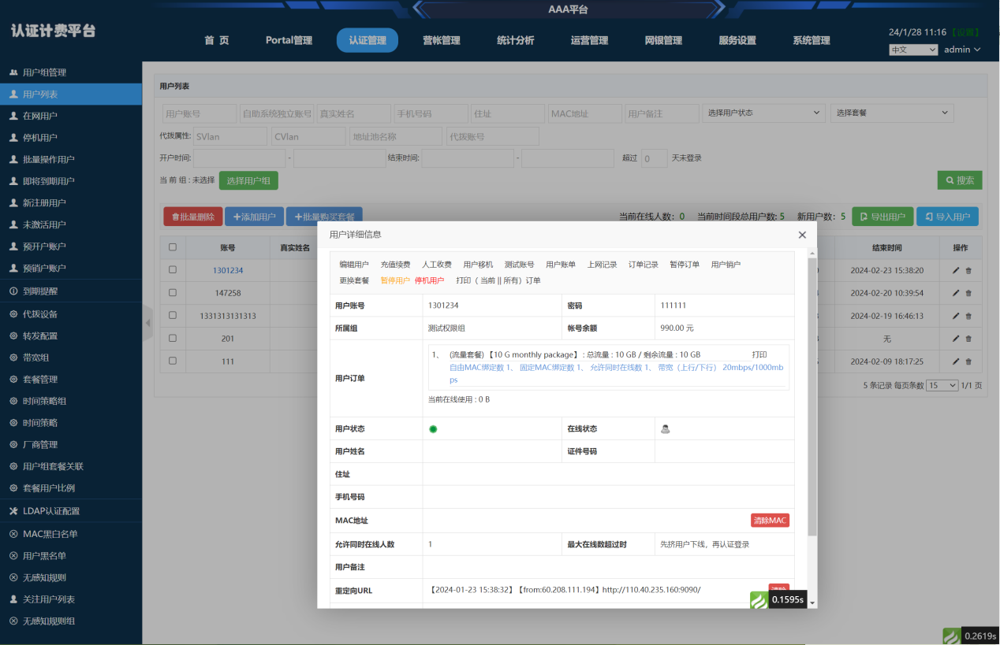 AAA平台
认证计费平台
首 页 Portal管理 认证管理 营帐管理 统计分析 运营管理 网银管理 服务设置 系统管理
24/1/28 11:16 【设置】
中文 admin
用户组管理
用户列表
在网用户
停机用户
批量操作用户
即将到期用户
新注册用户
未激活用户
预开户账户
预销户账户
到期提醒
代拨设备
转发配置
带宽组
套餐管理
时间策略组
时间策略
厂商管理
用户组套餐关联
套餐用户比例
LDAP认证配置
MAC黑白名单
用户黑名单
无感知规则
关注用户列表
无感知规则组
用户列表
用户账号 自助系统独立账号 真实姓名 手机号码 住址 MAC地址 用户备注 选择用户状态 选择套餐
代拨属性: SVlan CVlan 地址池名称 代拨账号
开户时间: - 结束时间: - 超过 0 天未登录
当 前 组 : 未选择 选择用户组 搜索
批量删除 添加用户 批量购买套餐 当前在线人数：0 当前时间段总用户数: 5 新用户数：5 导出用户 导入用户
账号 真实姓名 结束时间 操作
1301234 2024-02-23 15:38:20
147258 2024-02-20 10:39:54
1331313131313 2024-02-19 16:46:13
201 无
111 2024-02-09 18:17:25
5 条记录 每页条数 15 1/1 页
用户详细信息
编辑用户 充值续费 人工收费 用户移机 测试账号 用户账单 上网记录 订单记录 暂停订单 用户销户
更换套餐 暂停用户 停机用户 打印（ 当前 || 所有）订单
用户账号 1301234 密码 111111
所属组 测试权限组 帐号余额 990.00 元
用户订单
1、 (流量套餐) 【10 G monthly package】 : 总流量 : 10 GB / 剩余流量 : 10 GB 打印
自由MAC绑定数 1、 固定MAC绑定数 1、 允许同时在线数 1、 带宽（上行/下行） 20mbps/1000mb
ps
当前在线使用 : 0 B
用户状态 在线状态
用户姓名 证件号码
住址
手机号码
MAC地址 清除MAC
允许同时在线人数 1 最大在线数超过时 先挤用户下线，再认证登录
用户备注
重定向URL 【2024-01-23 15:38:32】【from:60.208.111.194】http://110.40.235.160:9090/ 清除
0.1595s
0.2619s